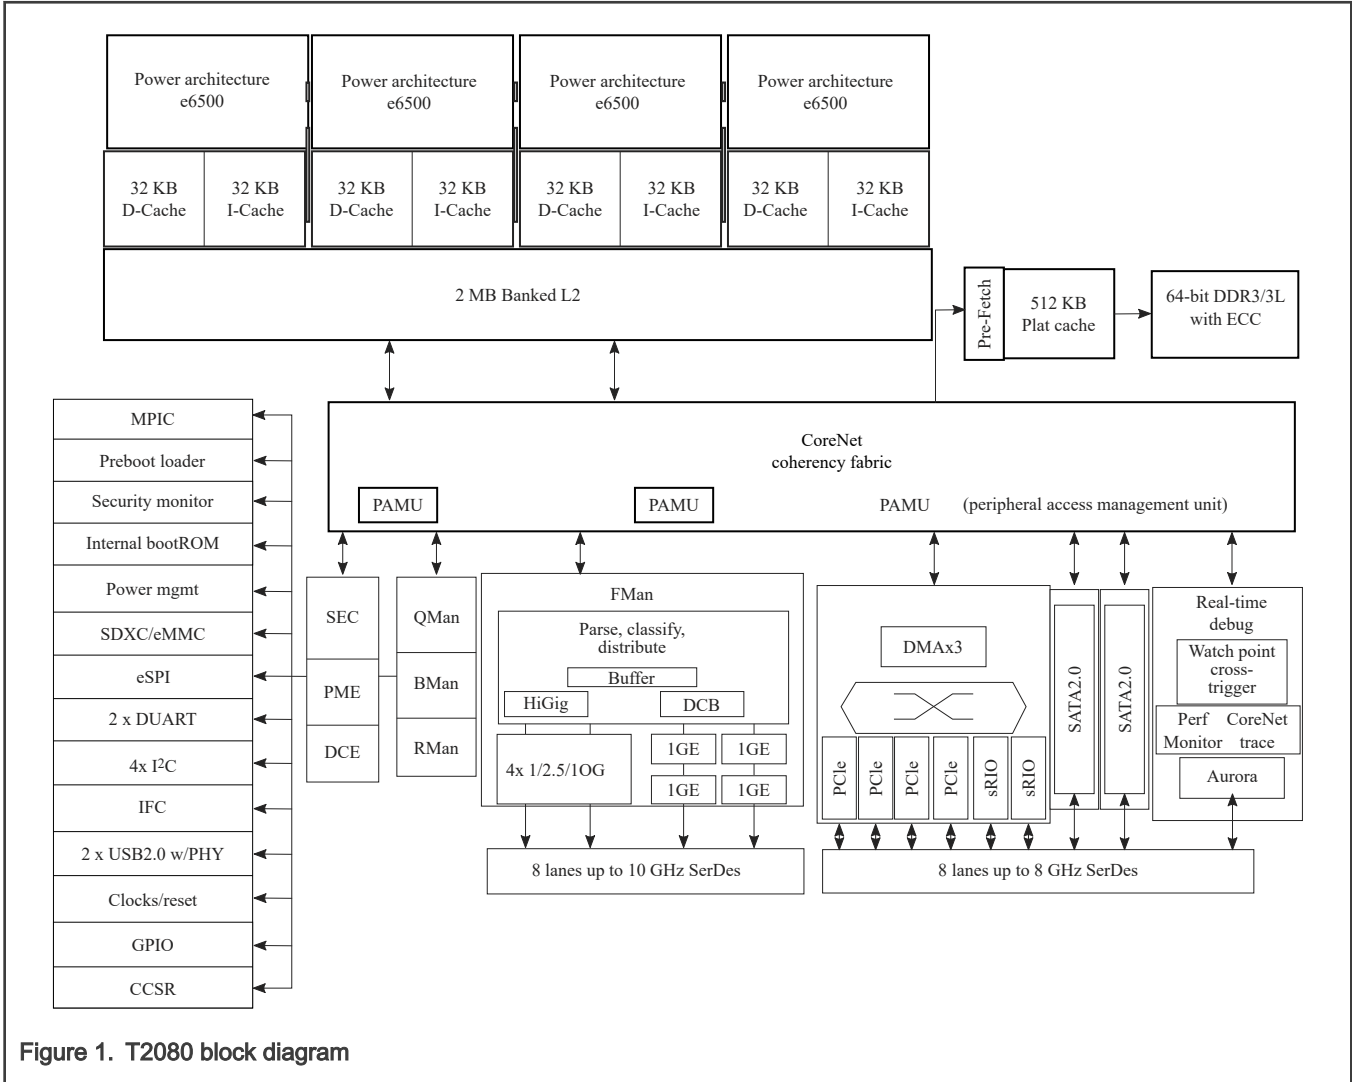 Power architecture
e6500
Power architecture
e6500
Power architecture
e6500
Power architecture
e6500
32 KB
D-Cache
32 KB
I-Cache
32 KB
D-Cache
32 KB
I-Cache
32 KB
D-Cache
32 KB
I-Cache
32 KB
D-Cache
32 KB
I-Cache
2 MB Banked L2
Pre-Fetch
512 KB
Plat cache
64-bit DDR3/3L
with ECC
MPIC
Preboot loader
Security monitor
Internal bootROM
Power mgmt
SDXC/eMMC
eSPI
2 x DUART
4x I²C
IFC
2 x USB2.0 w/PHY
Clocks/reset
GPIO
CCSR
CoreNet
coherency fabric
PAMU
PAMU
PAMU (peripheral access management unit)
SEC
PME
DCE
QMan
BMan
RMan
FMan
Parse, classify,
distribute
Buffer
HiGig
DCB
4x 1/2.5/1OG
1GE
1GE
1GE
1GE
8 lanes up to 10 GHz SerDes
DMAx3
PCle
PCle
PCle
PCle
sRIO
sRIO
SATA2.0
SATA2.0
Real-time
debug
Watch point
cross-
trigger
Perf
Monitor
CoreNet
trace
Aurora
8 lanes up to 8 GHz SerDes
Figure 1. T2080 block diagram